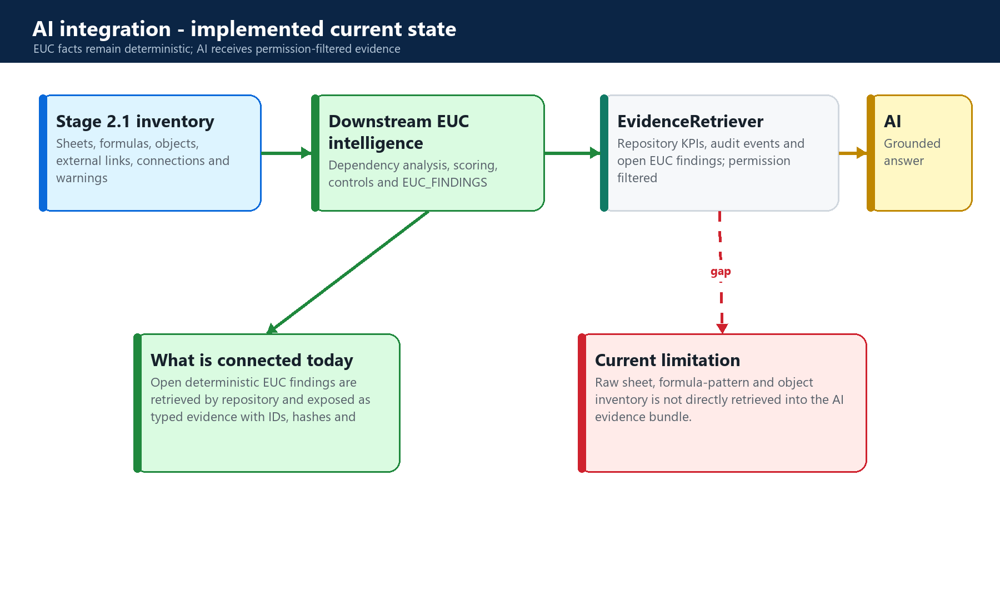 AI integration - implemented current state
EUC facts remain deterministic; AI receives permission-filtered evidence
Stage 2.1 inventory
Sheets, formulas, objects,
external links, connections and
warnings
Downstream EUC
intelligence
Dependency analysis, scoring,
controls and EUC_FINDINGS
EvidenceRetriever
Repository KPIs, audit events and
open EUC findings; permission
filtered
AI
Grounded
answer
gap
What is connected today
Open deterministic EUC findings are
retrieved by repository and exposed as
typed evidence with IDs, hashes and
Current limitation
Raw sheet, formula-pattern and object
inventory is not directly retrieved into the AI
evidence bundle.